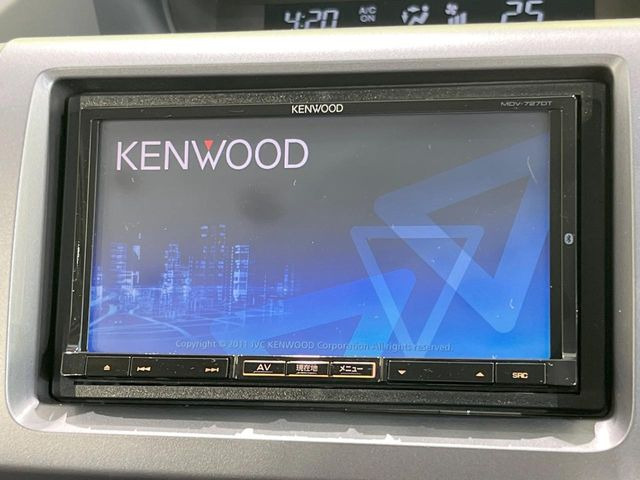 4:20 A/C ON 25
KENWOOD MDV-727DT
KENWOOD
Copyright © 2011 JVC KENWOOD Corporation All rights reserved.
AV 現在地 メニュー SRC